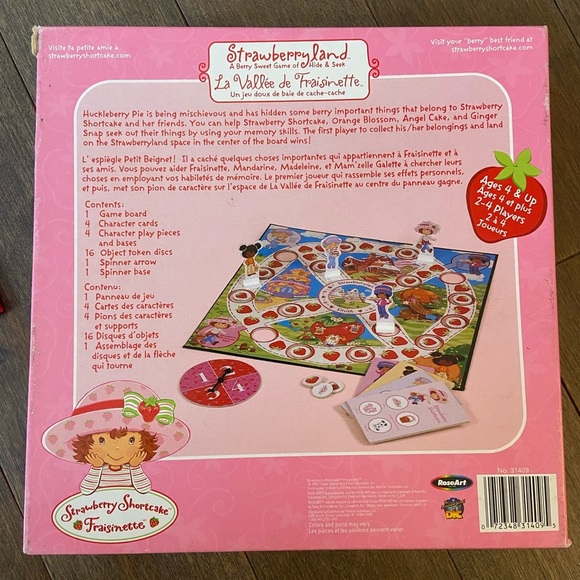 Visite ta petite amie à
strawberryshortcake.com
Visit your "berry" best friend at
strawberryshortcake.com
Strawberryland
A Berry Sweet Game of Hide & Seek
La Vallée de Fraisinette
Un jeu doux de baie de cache-cache
Huckleberry Pie is being mischievous and has hidden some berry important things that belong to Strawberry
Shortcake and her friends. You can help Strawberry Shortcake, Orange Blossom, Angel Cake, and Ginger
Snap seek out their things by using your memory skills. The first player to collect his/her belongings and land
on the Strawberryland space in the center of the board wins!
L' espiègle Petit Beignet! Il a caché quelques choses importantes qui appartiennent à Fraisinette et à
ses amis. Vous pouvez aider Fraisinette, Mandarine, Madeleine, et Mam'zelle Galette à chercher leurs
choses en employant vos habiletés de mémoire. Le premier joueur qui rassemble ses effets personnels,
et puis, met son pion de caractère sur l'espace de La Vallée de Fraisinette au centre du panneau gagne.
Contents:
1 Game board
4 Character cards
4 Character play pieces
and bases
16 Object token discs
1 Spinner arrow
1 Spinner base
Contenu:
1 Panneau de jeu
4 Cartes des caractères
4 Pions des caractères
et supports
16 Disques d'objets
1 Assemblage des
disques et de la flèche
qui tourne
Ages 4 & UP
Ages 4 et plus
2-4 Players
2 à 4
Joueurs
Strawberry Shortcake
Fraisinette
Colors and parts may vary.
Les pièces et les couleurs peuvent varier.
RoseArt
No. 31409
0 72348 31409 5